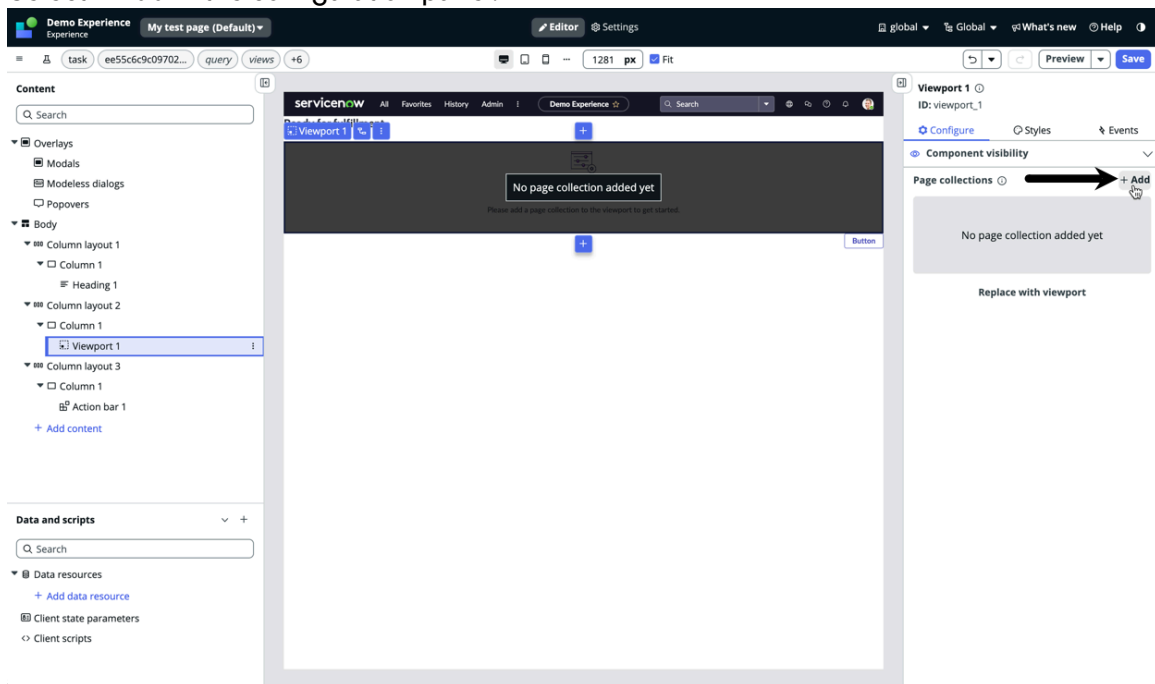 Demo Experience
Experience
My test page (Default)
Editor
Settings
global
Global
What's new
Help
task
ee55c6c9c09702...
query
views
+6
1281 px
Fit
Preview
Save
Content
Search
Overlays
Modals
Modeless dialogs
Popovers
Body
Column layout 1
Column 1
Heading 1
Column layout 2
Column 1
Viewport 1
Column layout 3
Column 1
Action bar 1
+ Add content
Data and scripts
Search
Data resources
+ Add data resource
Client state parameters
Client scripts
servicenow
All
Favorites
History
Admin
Demo Experience
Search
Viewport 1
No page collection added yet
Please add a page collection to the viewport to get started.
Button
Viewport 1
ID: viewport_1
Configure
Styles
Events
Component visibility
Page collections
+ Add
No page collection added yet
Replace with viewport